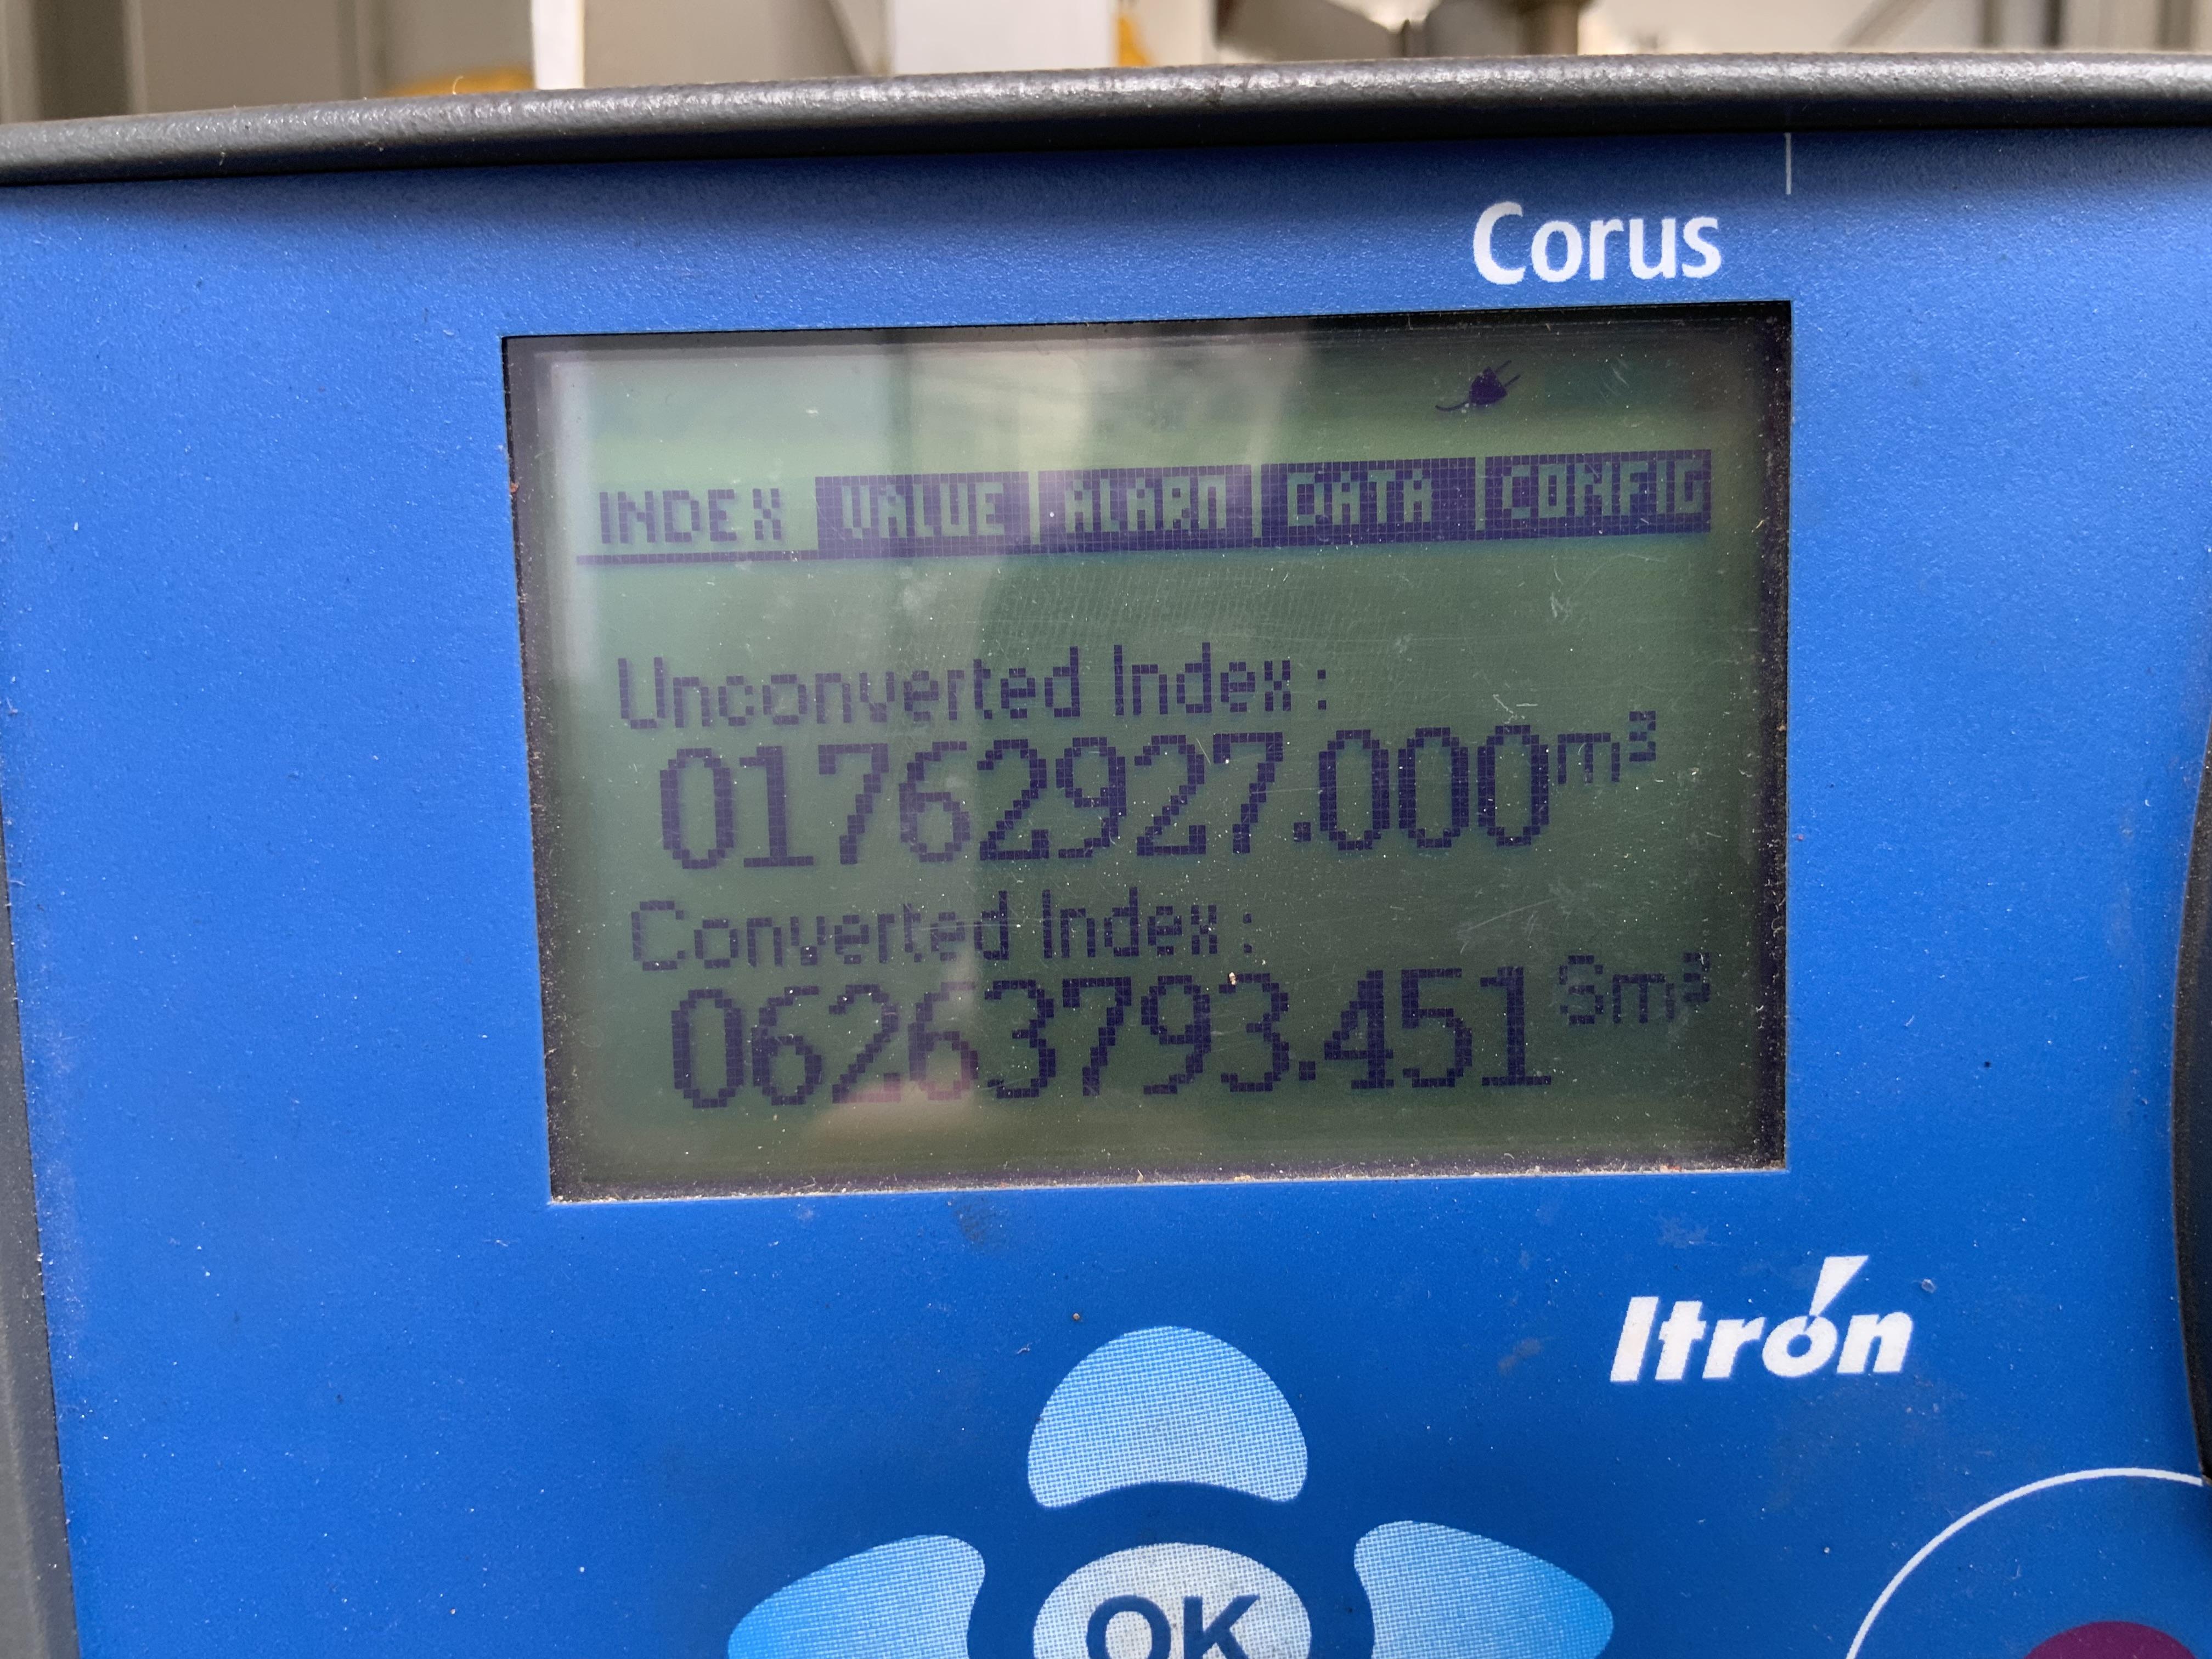 Corus
INDEX VALUE ALARM DATA CONFIG
Unconverted Index :
01762927.000m³
Converted Index :
06263793.451Sm³
Itron
OK